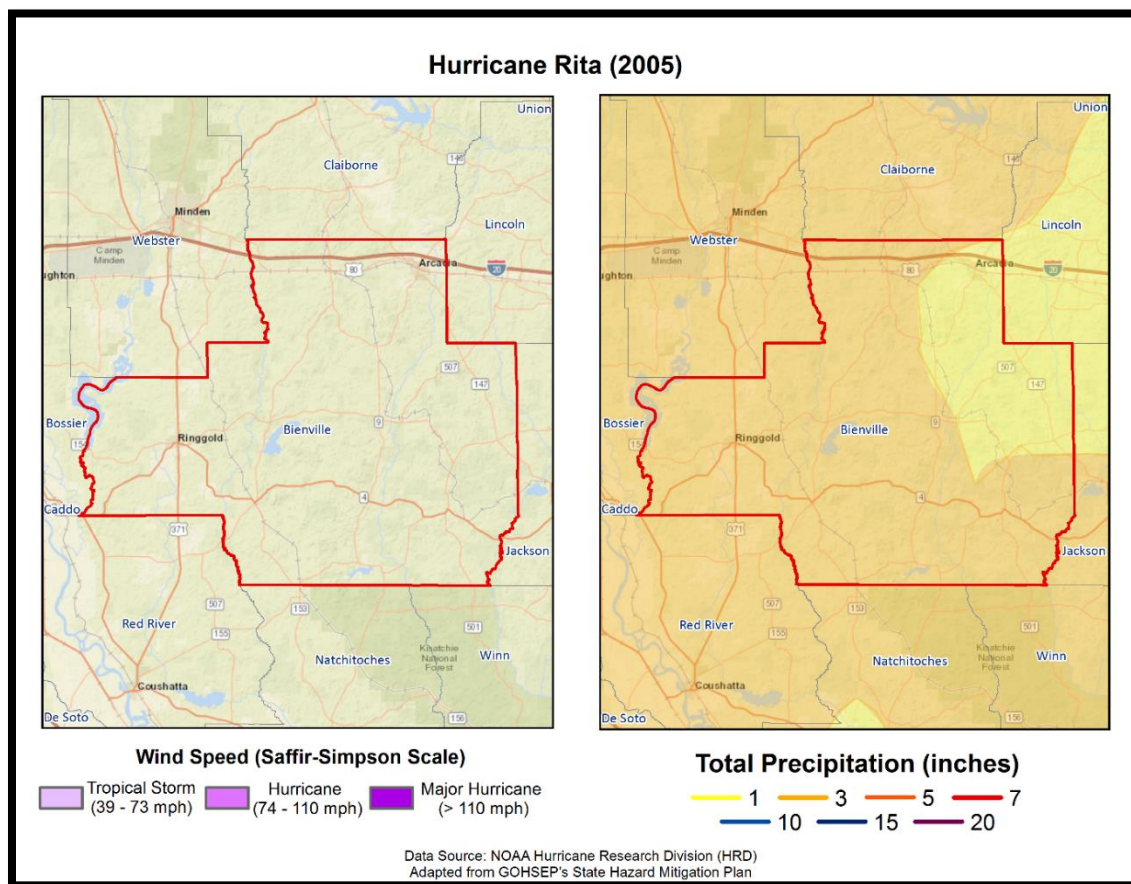 Hurricane Rita (2005)
Union
Claiborne
146
Minden
Lincoln
Webster
Camp
Minden
ughton
80
Arcadia
20
507
147
Bossier
9
15
Ringgold
Bienville
4
Caddo
371
Jackson
507
153
Red River
155
501
Kisatchie
National
Forest
Natchitoches
Winn
Coushatta
De Soto
156
Union
146
Claiborne
Minden
Lincoln
Webster
Camp
Minden
ughton
80
Arcadia
20
507
147
Bossier
9
15
Ringgold
Bienville
4
Caddo
371
Jackson
507
153
Red River
155
501
Kisatchie
National
Forest
Natchitoches
Winn
Coushatta
De Soto
156
Wind Speed (Saffir-Simpson Scale)
Tropical Storm
(39 - 73 mph)
Hurricane
(74 - 110 mph)
Major Hurricane
(> 110 mph)
Total Precipitation (inches)
1 3 5 7
10 15 20
Data Source: NOAA Hurricane Research Division (HRD)
Adapted from GOHSEP's State Hazard Mitigation Plan